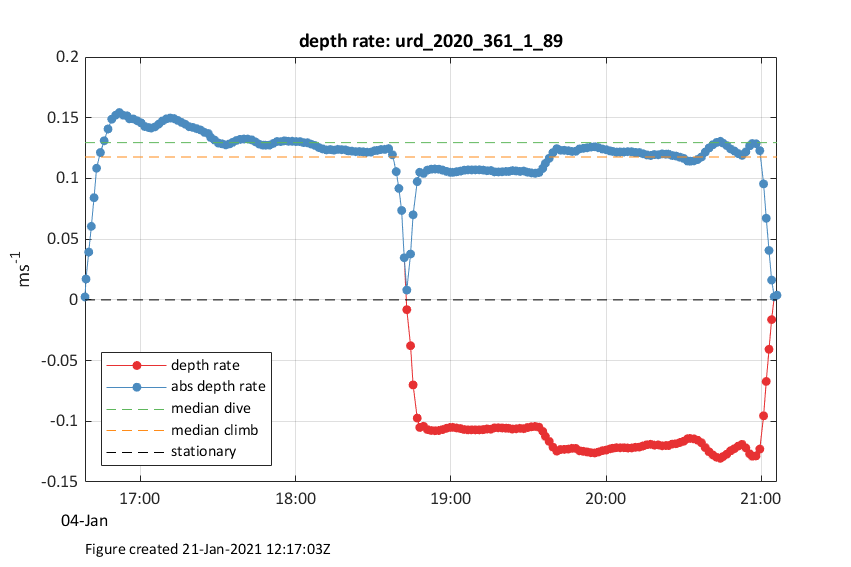 depth rate: urd_2020_361_1_89
0.2
0.15
0.1
0.05
0
-0.05
-0.1
-0.15
ms-1
depth rate
abs depth rate
median dive
median climb
stationary
17:00 18:00 19:00 20:00 21:00
04-Jan
Figure created 21-Jan-2021 12:17:03Z